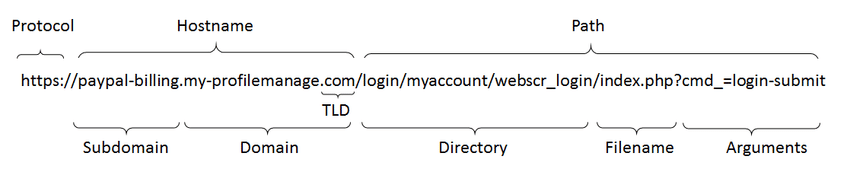 Protocol Hostname Path
https://paypal-billing.my-profilemanage.com/login/myaccount/webscr_login/index.php?cmd_=login-submit
TLD
Subdomain Domain Directory Filename Arguments